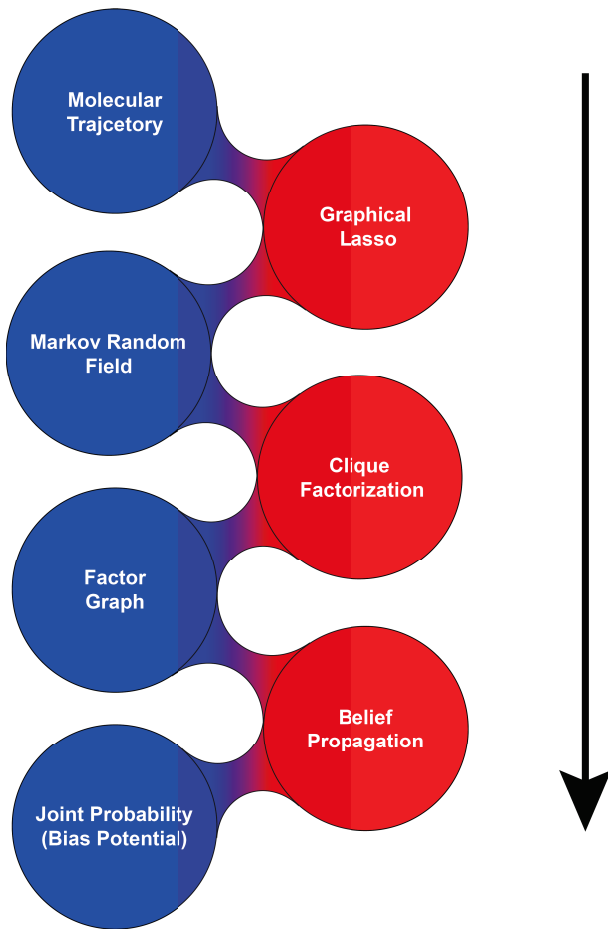 Molecular
Trajcetory
Graphical
Lasso
Markov Random
Field
Clique
Factorization
Factor
Graph
Belief
Propagation
Joint Probability
(Bias Potential)